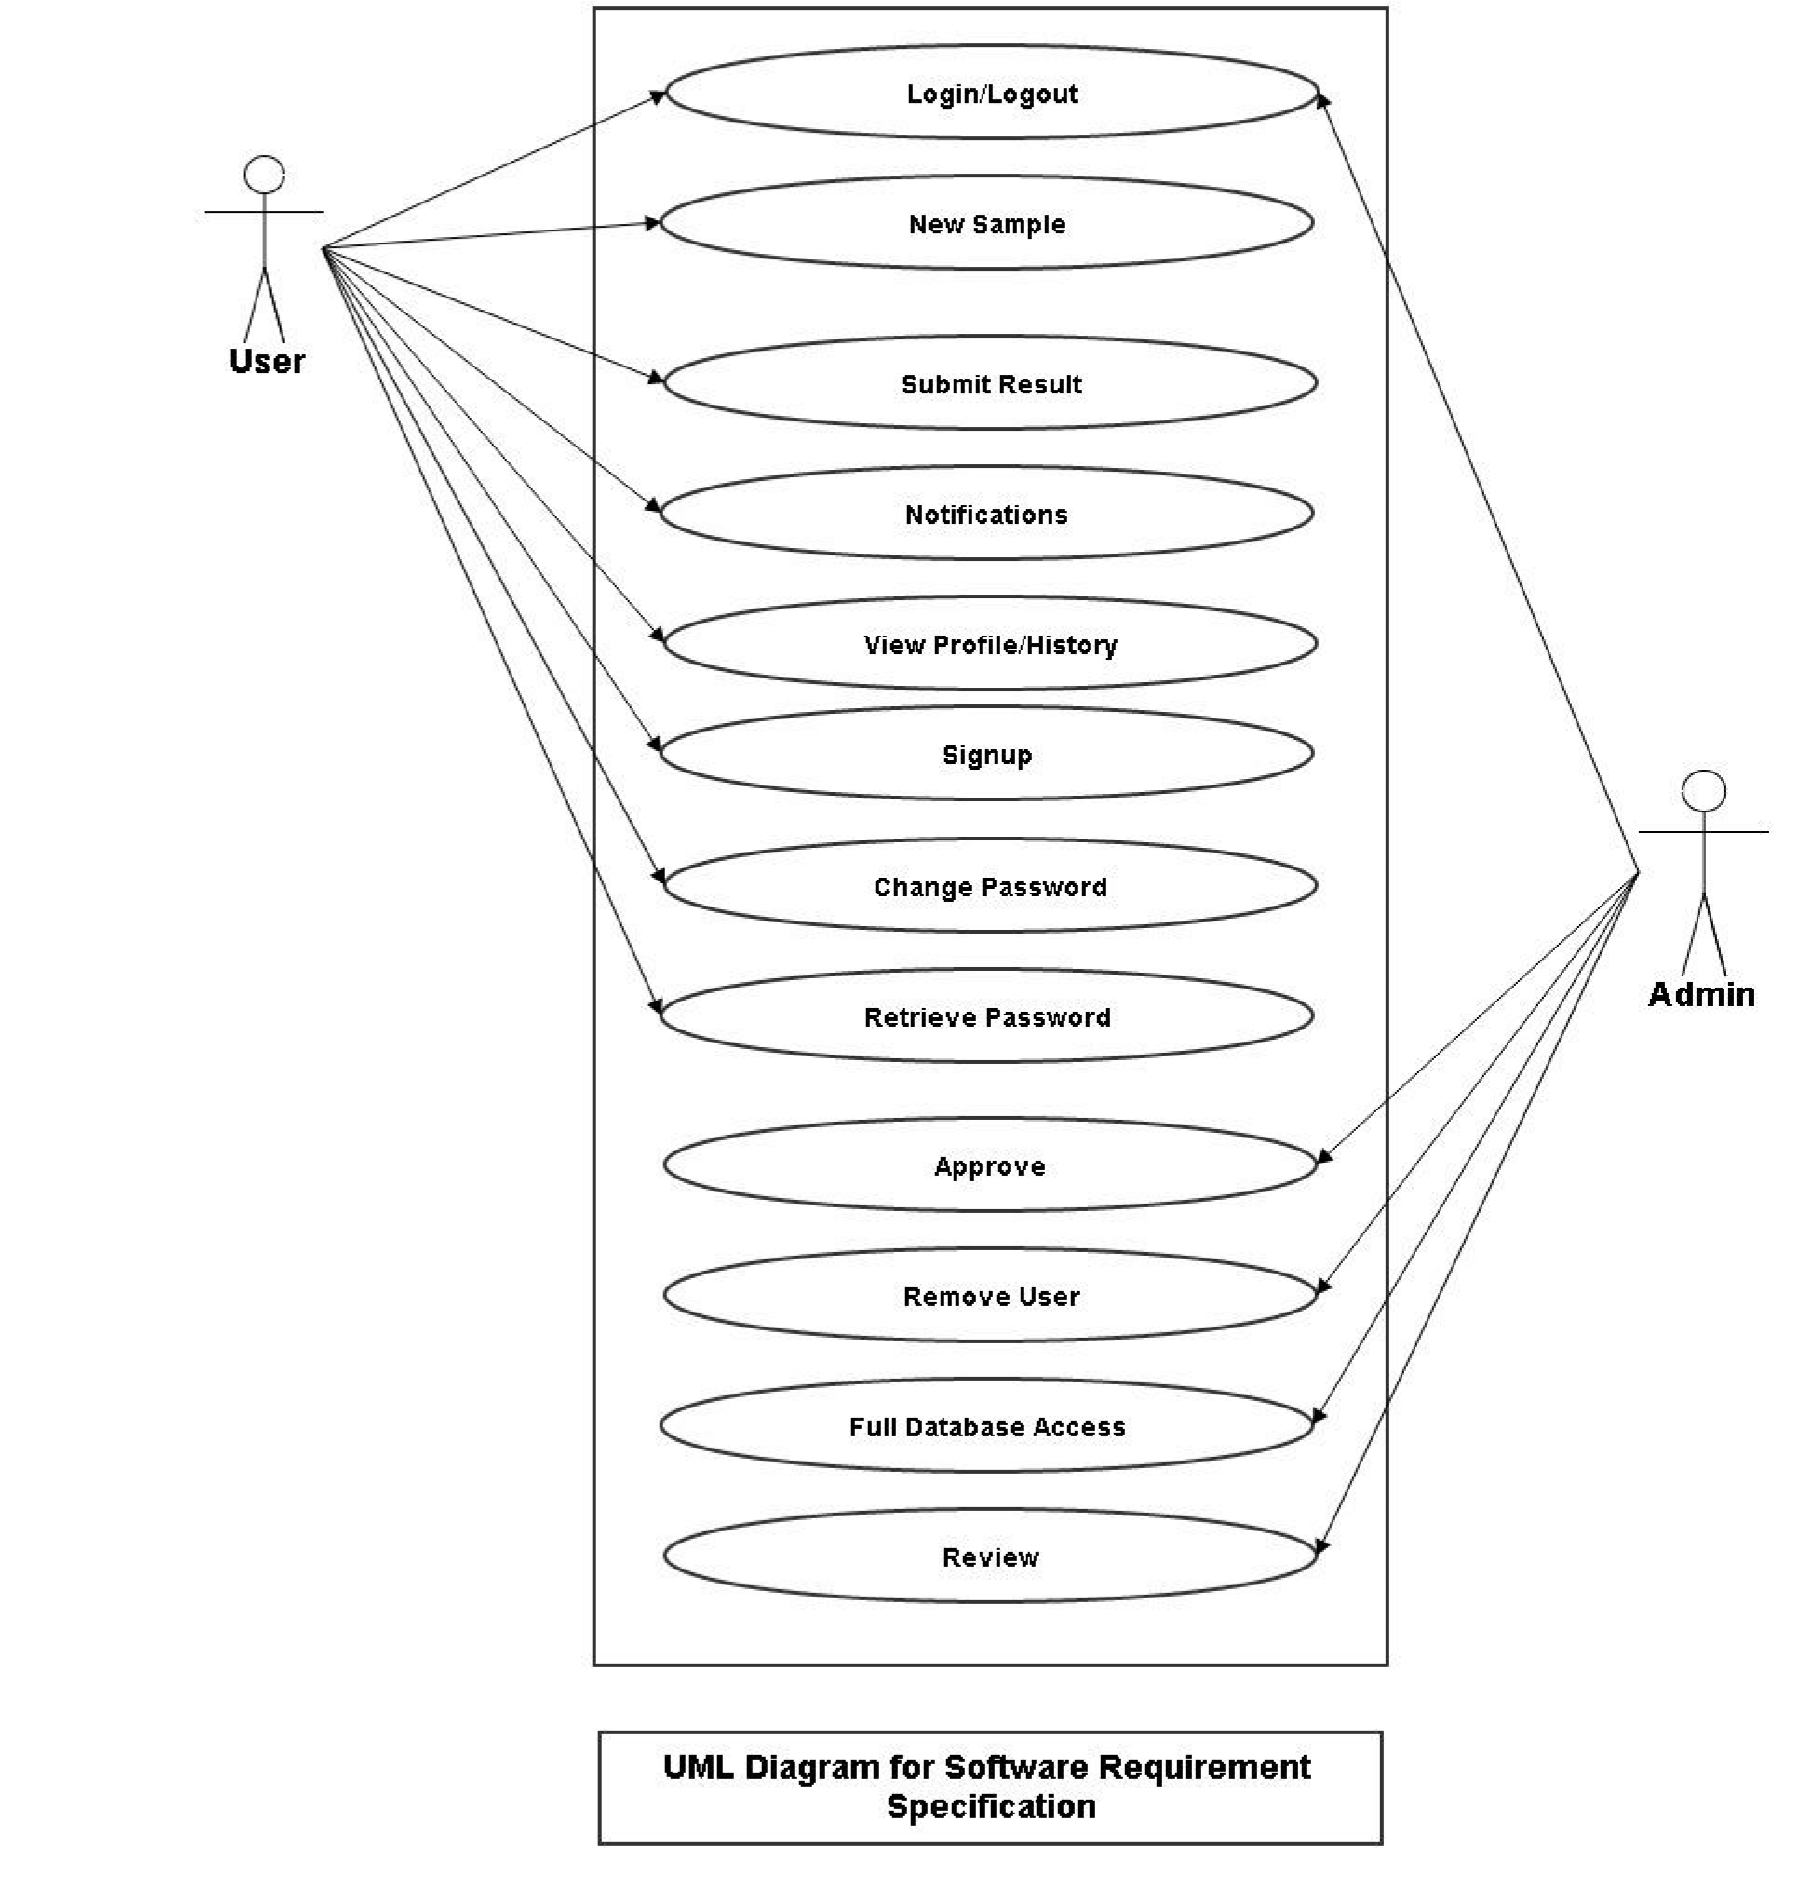 Login/Logout
New Sample
User
Submit Result
Notifications
View Profile/History
Signup
Change Password
Admin
Retrieve Password
Approve
Remove User
Full Database Access
Review
UML Diagram for Software Requirement
Specification